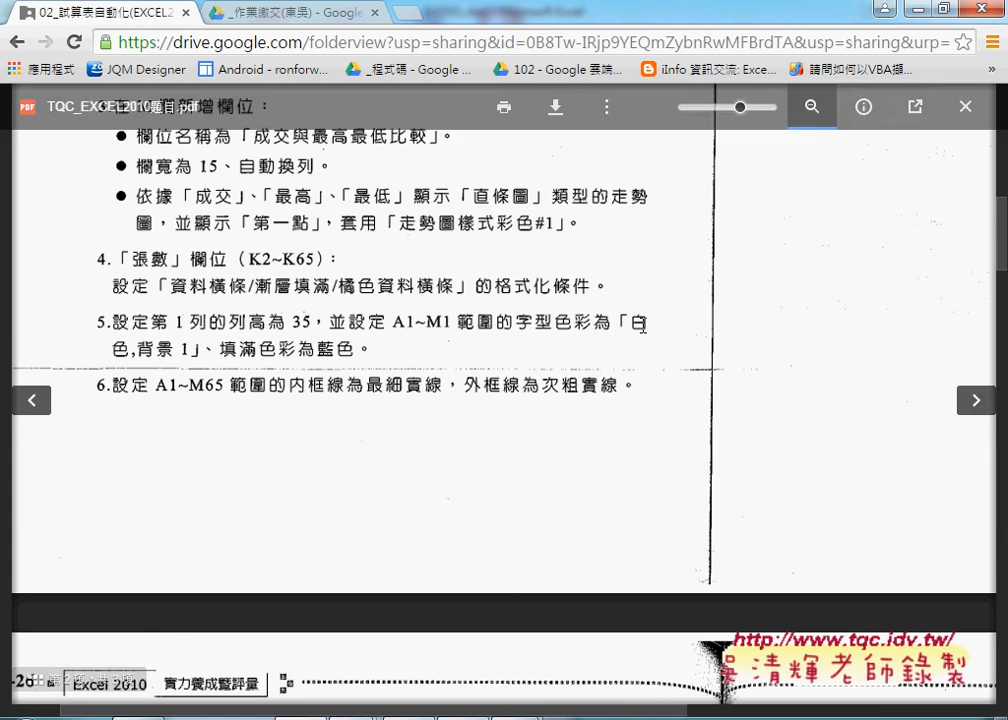 02_試算表自動化(EXCEL2
_作業繳交(東吳) - Google
https://drive.google.com/folderview?usp=sharing&id=0B8Tw-IRjp9YEQmZybnRwMFBrdTA&usp=sharing&urp=
應用程式
JQM Designer
Android - ronforw...
_程式碼 - Google ...
102 - Google 雲端...
iInfo 資訊交流: Exce...
請問如何以VBA擷...
»
PDF
TQC_EXCEL2010題目.pdf
新增欄位：
● 欄位名稱為「成交與最高最低比較」。
● 欄寬為 15、自動換列。
● 依據「成交」、「最高」、「最低」顯示「直條圖」類型的走勢
圖，並顯示「第一點」，套用「走勢圖樣式彩色#1」。
4.「張數」欄位（K2~K65）：
設定「資料橫條/漸層填滿/橘色資料橫條」的格式化條件。
5.設定第 1 列的列高為 35，並設定 A1~M1 範圍的字型色彩為「白
色,背景 1」、填滿色彩為藍色。
6.設定 A1~M65 範圍的內框線為最細實線，外框線為次粗實線。
http://www.tqc.idv.tw/
吳清輝老師錄製
Excel 2010
實力養成暨評量